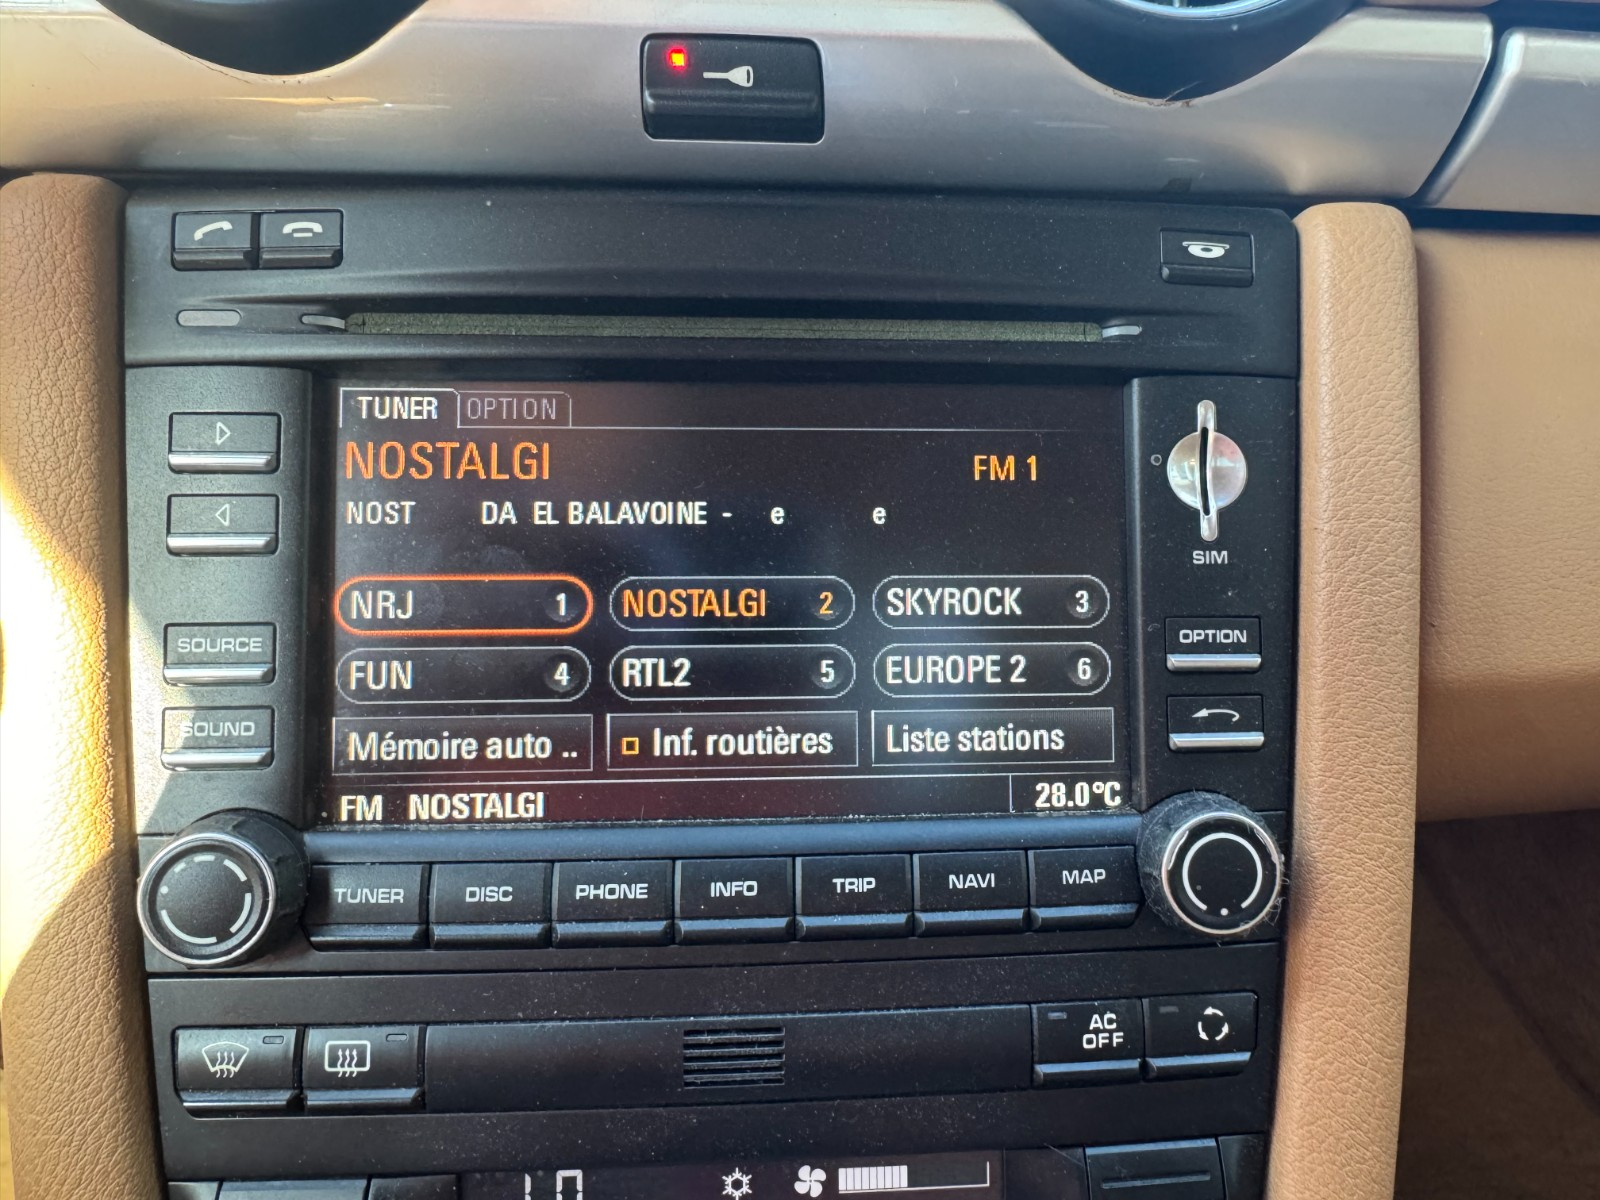 TUNER OPTION
NOSTALGI FM 1
NOST DA EL BALAVOINE - e e
SIM
NRJ 1 NOSTALGI 2 SKYROCK 3
FUN 4 RTL2 5 EUROPE 2 6
Mémoire auto .. Inf. routières Liste stations
FM NOSTALGI 28.0°C
SOURCE
SOUND
OPTION
TUNER DISC PHONE INFO TRIP NAVI MAP
AC
OFF